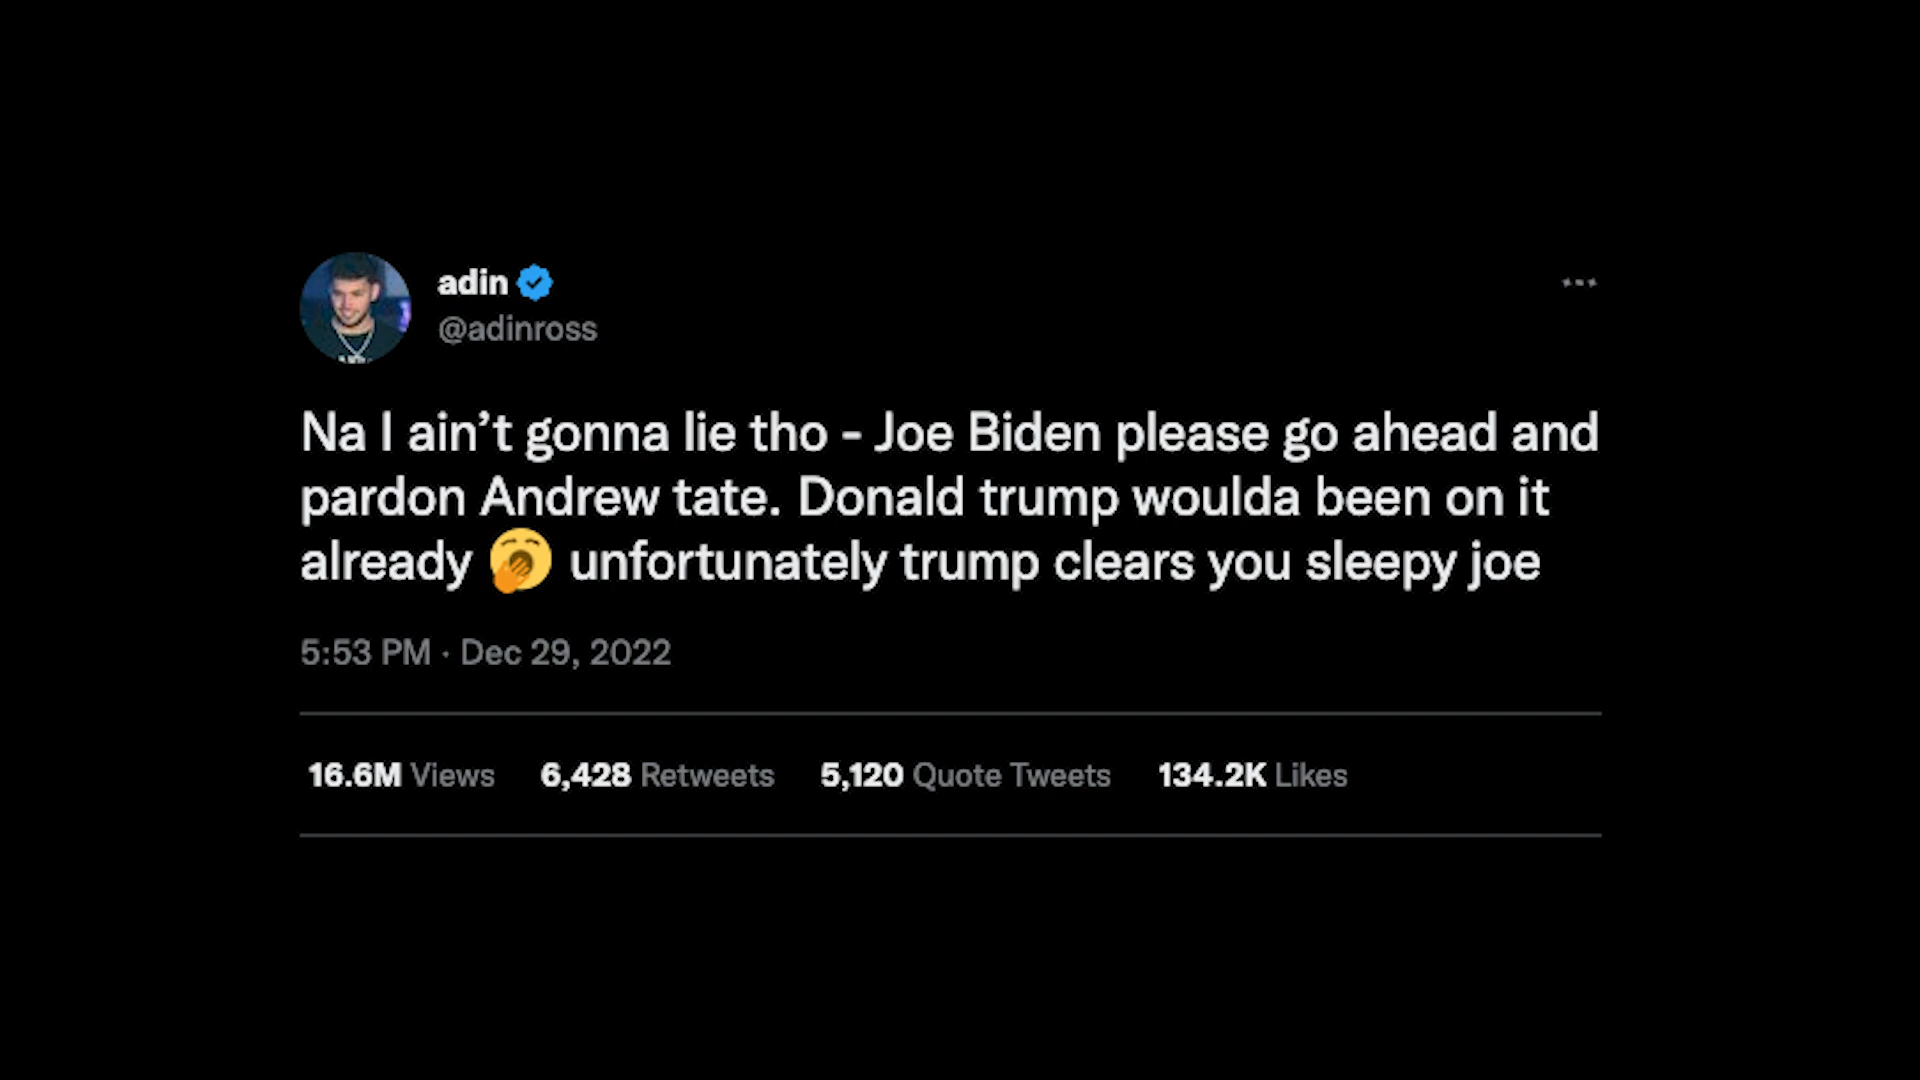 adin
@adinross
Na I ain’t gonna lie tho - Joe Biden please go ahead and
pardon Andrew tate. Donald trump woulda been on it
already 🥱 unfortunately trump clears you sleepy joe
5:53 PM · Dec 29, 2022
16.6M Views 6,428 Retweets 5,120 Quote Tweets 134.2K Likes